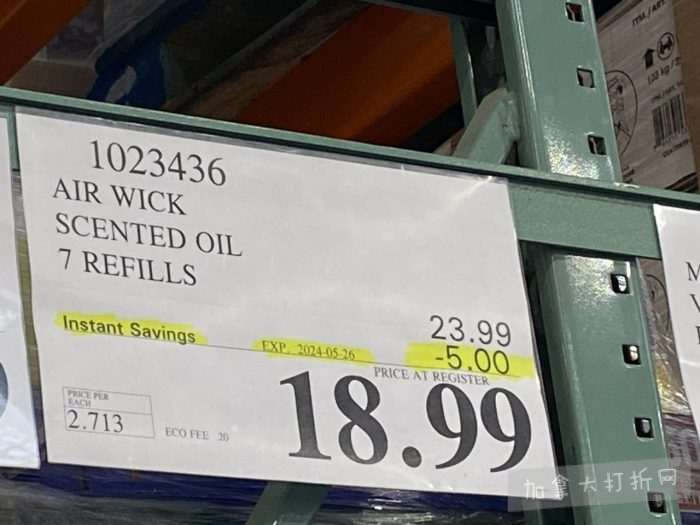 1023436
AIR WICK
SCENTED OIL
7 REFILLS
23.99
Instant Savings EXP. 2024-05-26 -5.00
PRICE AT REGISTER
18.99
PRICE PER
EACH
2.713
ECO FEE 20
加拿大打折网